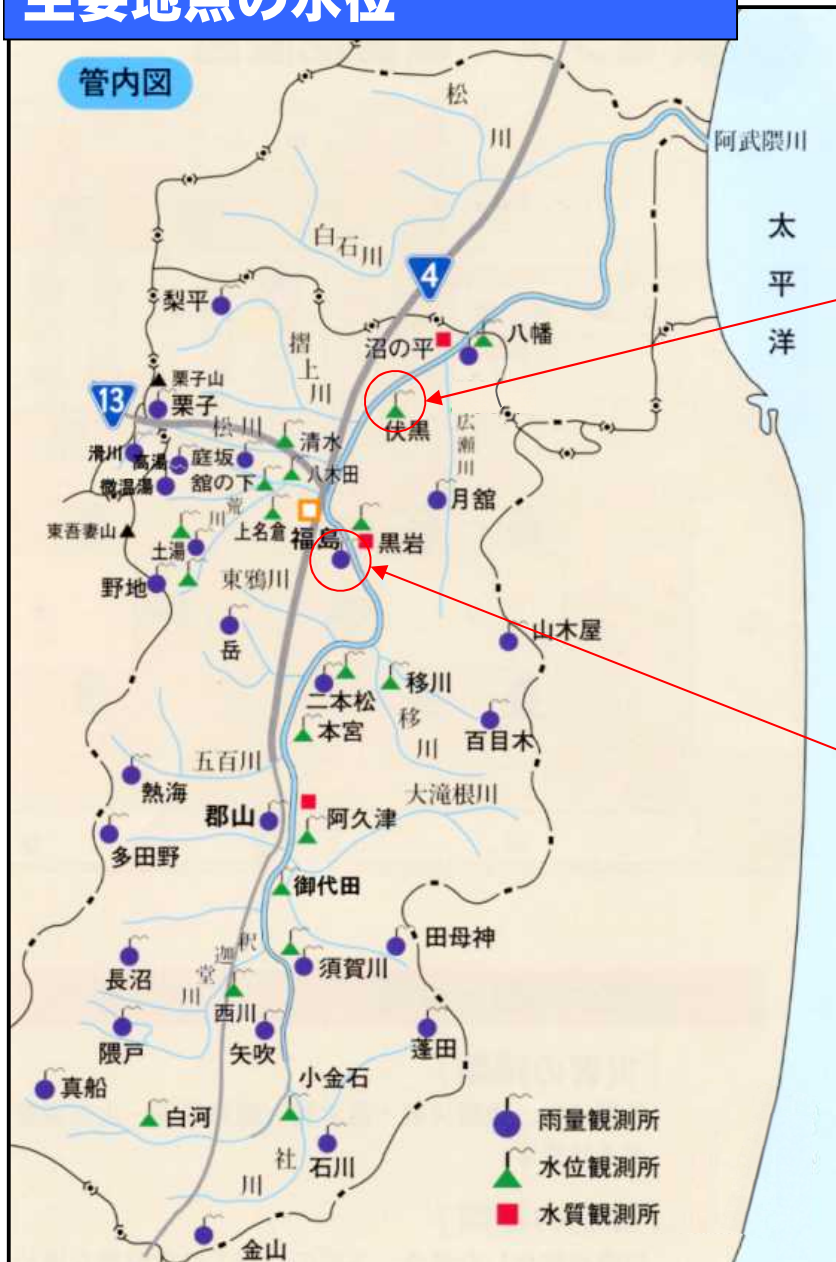 主要地点の水位
管内図
松川
阿武隈川
白石川
太平洋
4
梨平
摺上川
沼の平
八幡
栗子山
13
栗子
松川
清水
伏黒
広瀬川
滑川
高湯
庭坂
微温湯
舘の下
八木田
月舘
荒川
上名倉
福島
黒岩
東吾妻山
土湯
野地
東鴉川
岳
山木屋
二本松
移川
移川
本宮
百目木
五百川
熱海
大滝根川
郡山
阿久津
多田野
御代田
田母神
釈迦堂川
須賀川
長沼
西川
隈戸
矢吹
蓬田
真船
小金石
白河
雨量観測所
社川
石川
水位観測所
水質観測所
金山